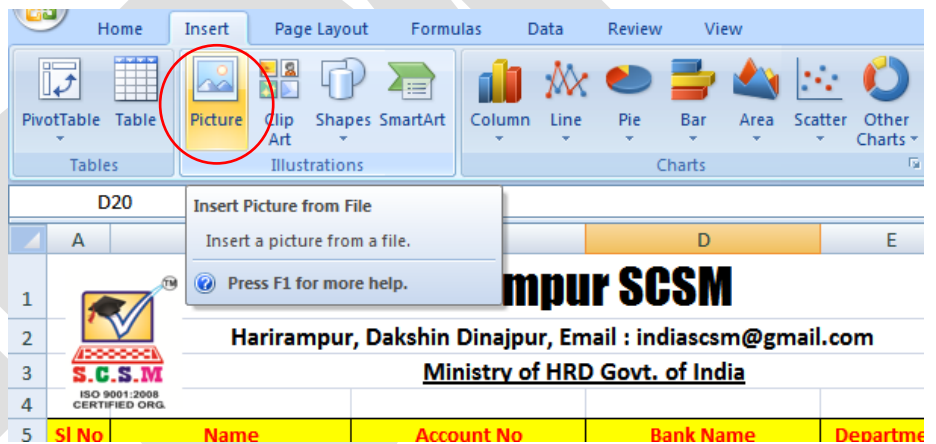 Home Insert Page Layout Formulas Data Review View
PivotTable Table Picture Clip Art Shapes SmartArt Column Line Pie Bar Area Scatter Other Charts
Tables Illustrations Charts
D20
Insert Picture from File
Insert a picture from a file.
Press F1 for more help.
A D E
1 mpur SCSM
TM
2 Harirampur, Dakshin Dinajpur, Email : indiascsm@gmail.com
3 Ministry of HRD Govt. of India
S.C.S.M
ISO 9001:2008
4
CERTIFIED ORG.
5 Sl No Name Account No Bank Name Departme